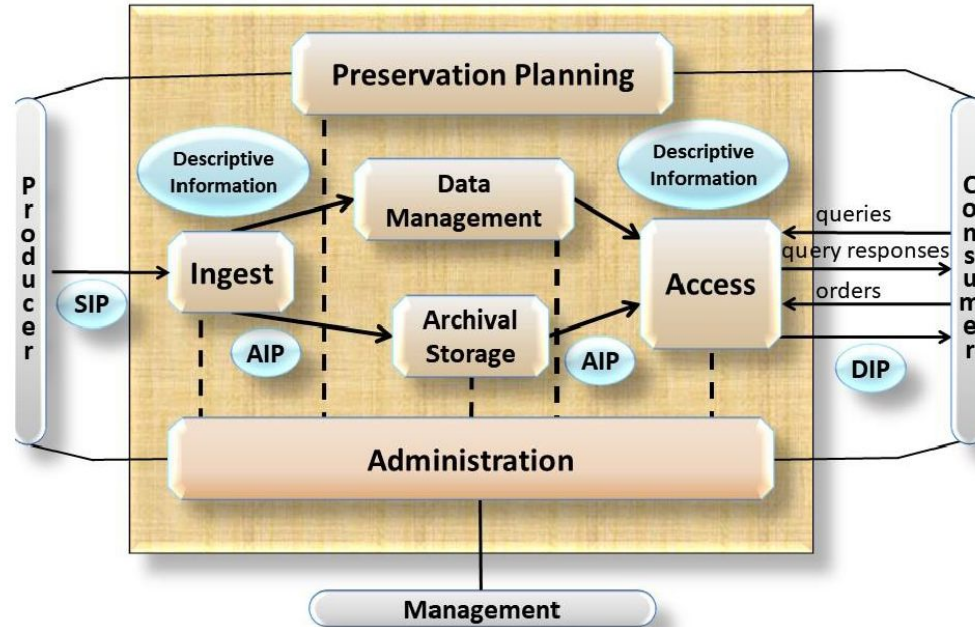 Preservation Planning
Descriptive
Information
Descriptive
Information
Producer
Consumer
Data
Management
queries
query responses
Ingest
Access
orders
SIP
Archival
Storage
AIP
AIP
DIP
Administration
Management